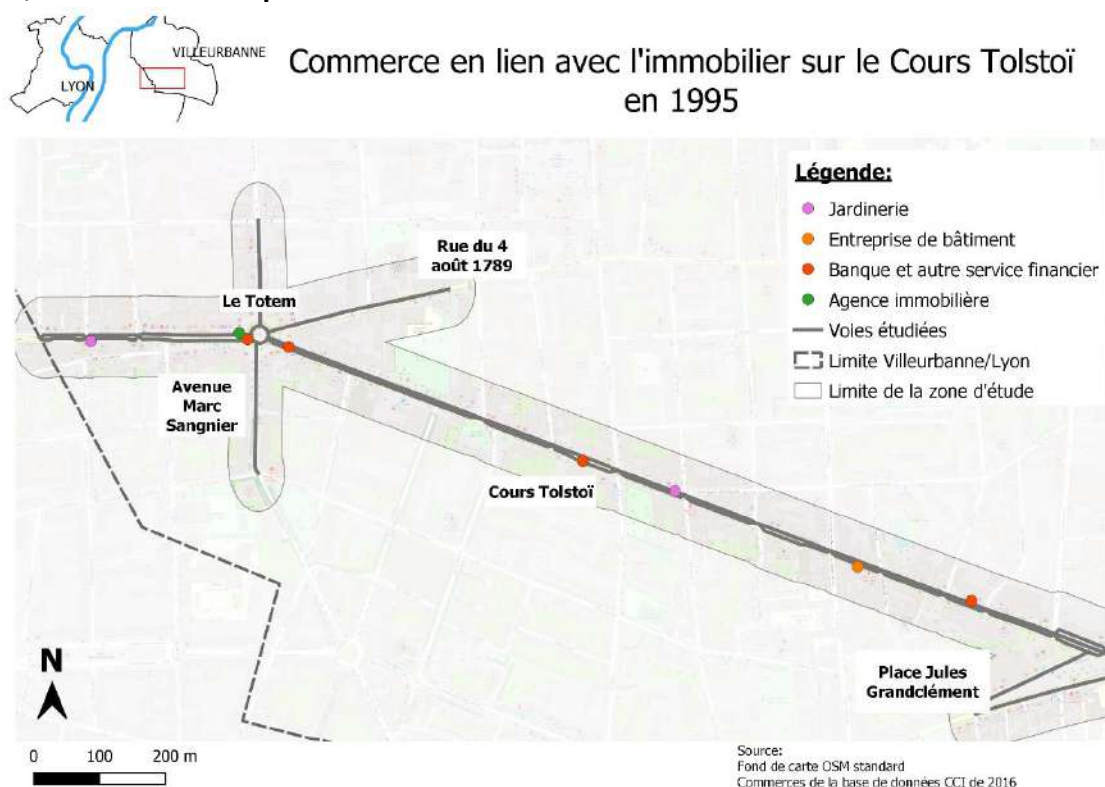 VILLEURBANNE
LYON
Commerce en lien avec l'immobilier sur le Cours Tolstoï
en 1995
Légende:
Jardinerie
Entreprise de bâtiment
Banque et autre service financier
Agence immobilière
Voies étudiées
Limite Villeurbanne/Lyon
Limite de la zone d'étude
Rue du 4
août 1789
Le Totem
Avenue
Marc
Sangnier
Cours Tolstoï
Place Jules
Grandclément
N
0 100 200 m
Source:
Fond de carte OSM standard
Commerces de la base de données CCI de 2016